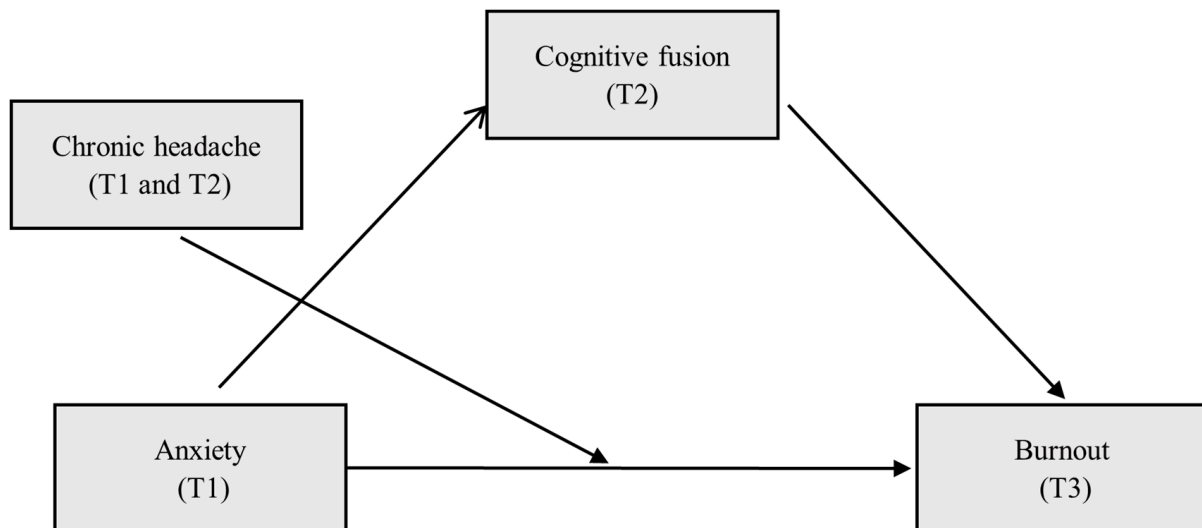 Cognitive fusion
(T2)
Chronic headache
(T1 and T2)
Anxiety
(T1)
Burnout
(T3)